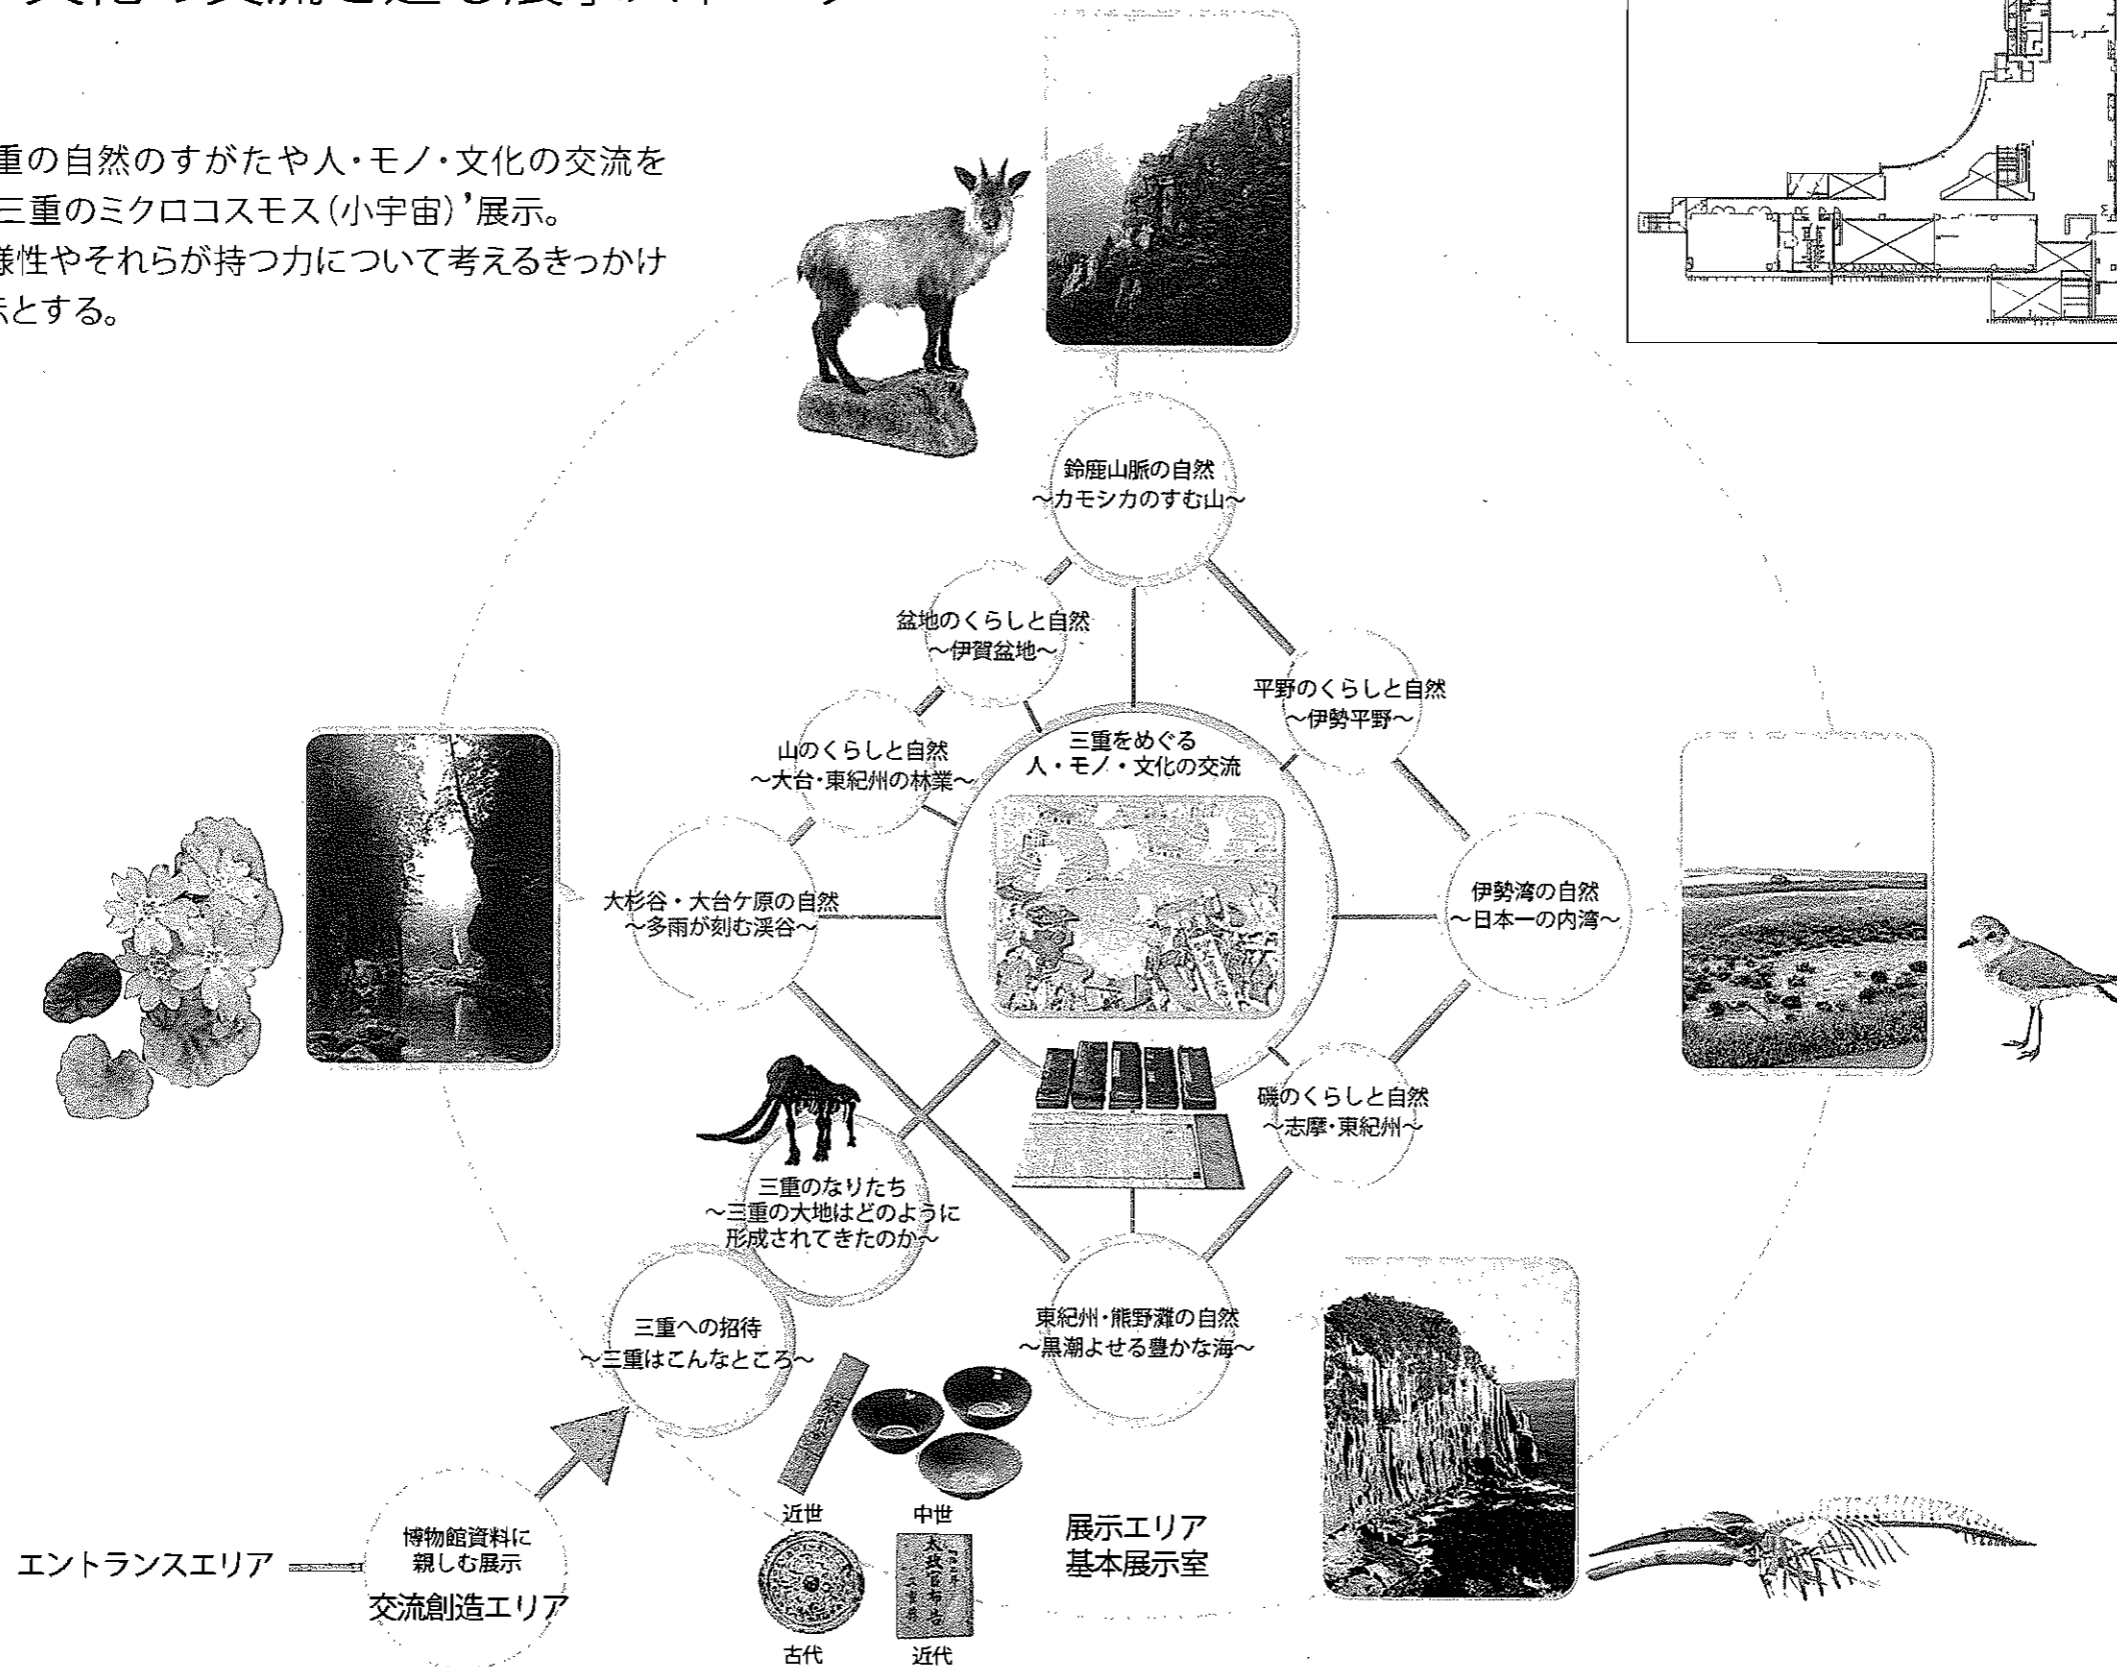 重の自然のすがたや人・モノ・文化の交流を
三重のミクロコスモス（小宇宙）’展示。
様性やそれらが持つ力について考えるきっかけ
とする。
鈴鹿山脈の自然
～カモシカのすむ山～
盆地のくらしと自然
～伊賀盆地～
平野のくらしと自然
～伊勢平野～
山のくらしと自然
～大台・東紀州の林業～
三重をめぐる
人・モノ・文化の交流
大杉谷・大台ケ原の自然
～多雨が刻む渓谷～
伊勢湾の自然
～日本一の内湾～
磯のくらしと自然
～志摩・東紀州～
三重のなりたち
～三重の大地はどのように
形成されてきたのか～
三重への招待
～三重はこんなところ～
東紀州・熊野灘の自然
～黒潮よせる豊かな海～
近世
中世
古代
近代
展示エリア
基本展示室
エントランスエリア
博物館資料に
親しむ展示
交流創造エリア